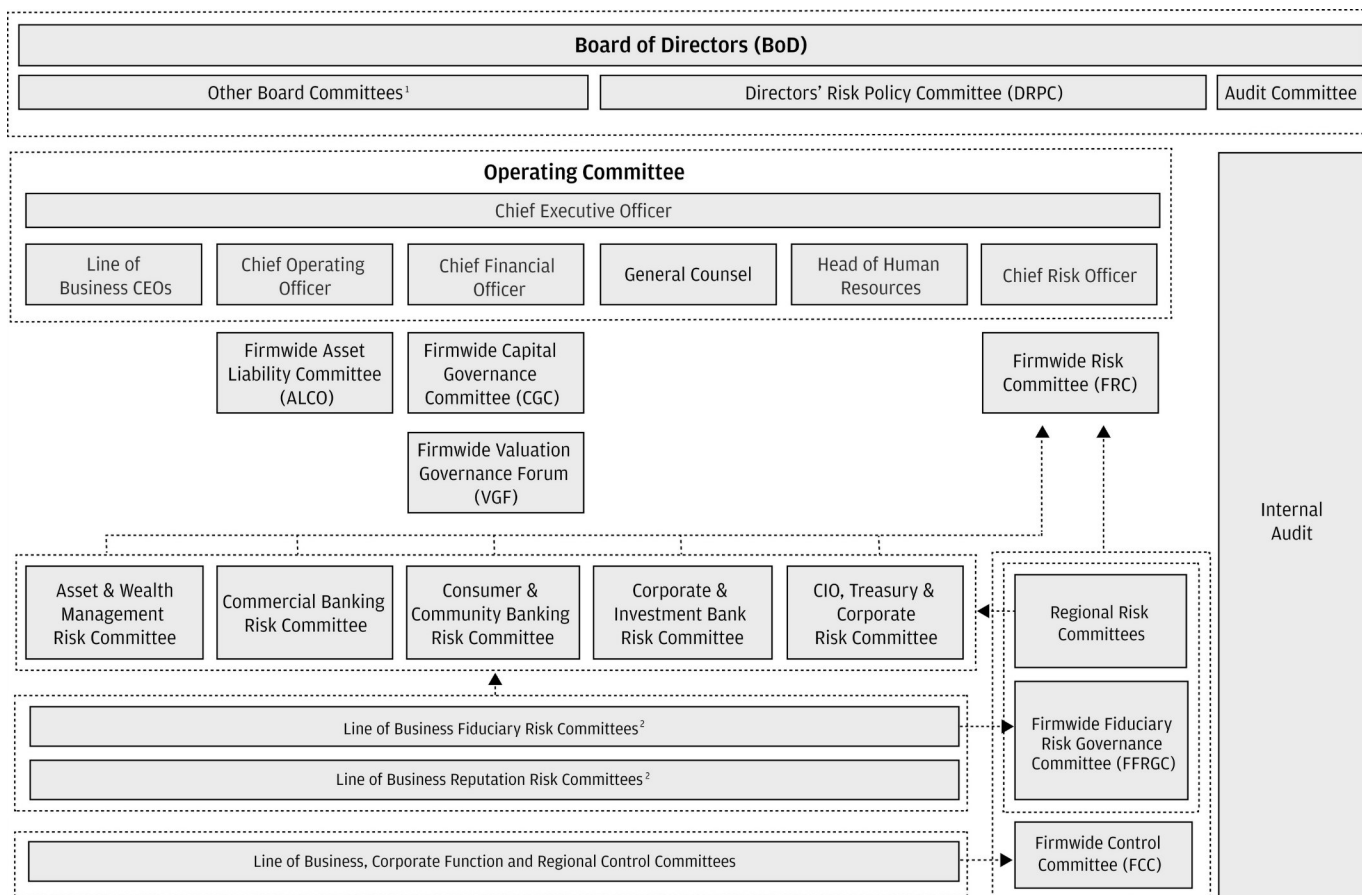 Board of Directors (BoD)
Other Board Committees¹
Directors' Risk Policy Committee (DRPC)
Audit Committee
Operating Committee
Chief Executive Officer
Line of
Business CEOs
Chief Operating
Officer
Chief Financial
Officer
General Counsel
Head of Human
Resources
Chief Risk Officer
Firmwide Asset
Liability Committee
(ALCO)
Firmwide Capital
Governance
Committee (CGC)
Firmwide Risk
Committee (FRC)
Firmwide Valuation
Governance Forum
(VGF)
Internal
Audit
Asset & Wealth
Management
Risk Committee
Commercial Banking
Risk Committee
Consumer &
Community Banking
Risk Committee
Corporate &
Investment Bank
Risk Committee
CIO, Treasury &
Corporate
Risk Committee
Regional Risk
Committees
Line of Business Fiduciary Risk Committees²
Line of Business Reputation Risk Committees²
Firmwide Fiduciary
Risk Governance
Committee (FFRGC)
Line of Business, Corporate Function and Regional Control Committees
Firmwide Control
Committee (FCC)